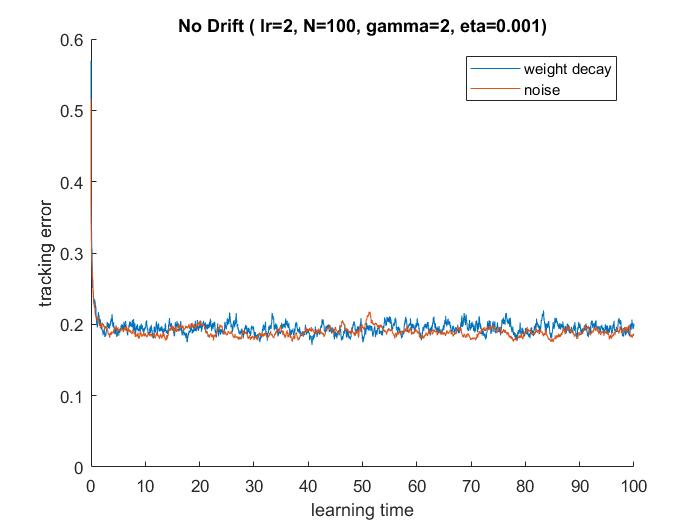 No Drift ( lr=2, N=100, gamma=2, eta=0.001)
weight decay
noise
0.6
0.5
0.4
0.3
0.2
0.1
0
tracking error
0 10 20 30 40 50 60 70 80 90 100
learning time